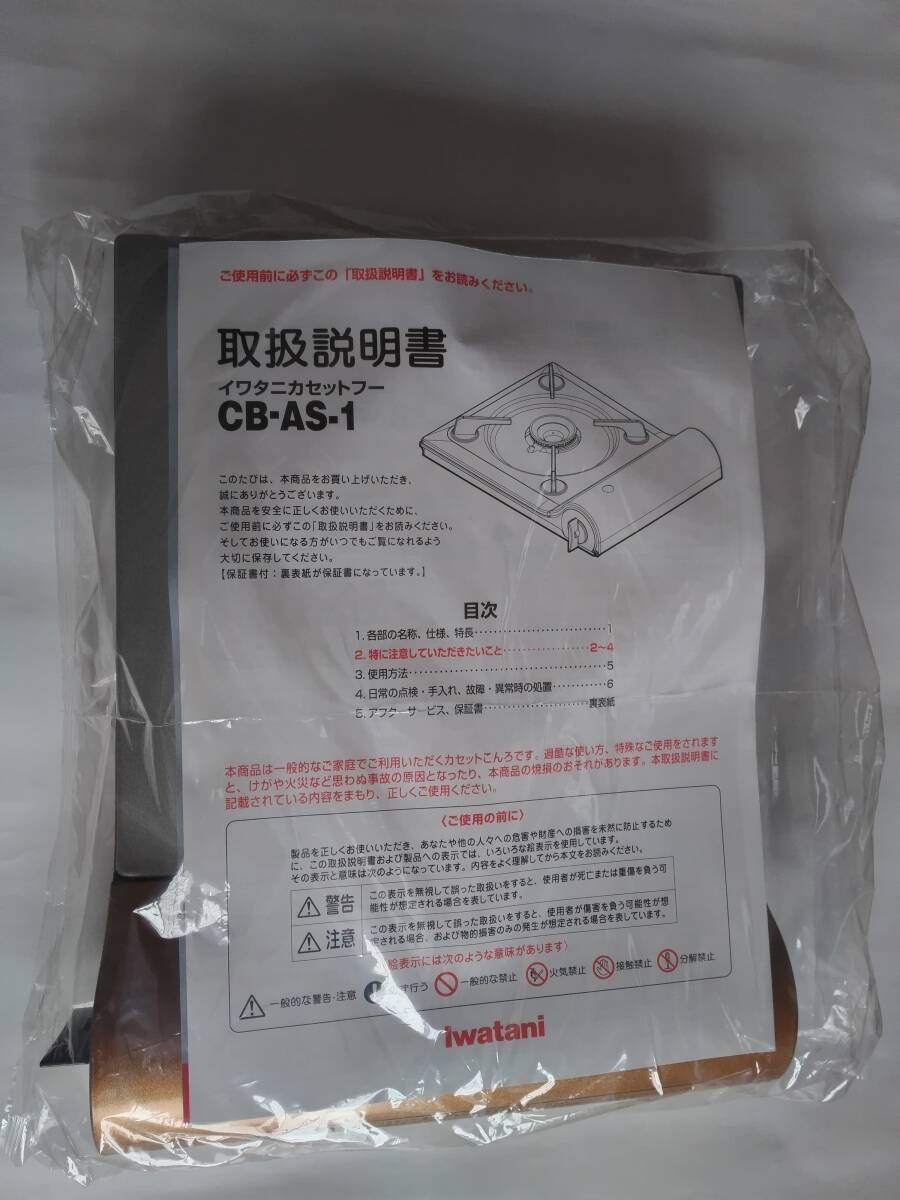 ご使用前に必ずこの「取扱説明書」をお読みください。
取扱説明書
イワタニカセットフー
CB-AS-1
このたびは、本商品をお買い上げいただき、
誠にありがとうございます。
本商品を安全に正しくお使いいただくために、
ご使用前に必ずこの「取扱説明書」をお読みください。
そしてお使いになる方がいつでもご覧になれるよう
大切に保存してください。
【保証書付：裏表紙が保証書になっています。】
目次
1. 各部の名称、仕様、特長‥‥‥‥‥‥‥‥‥1
2. 特に注意していただきたいこと‥‥‥‥‥‥2〜4
3. 使用方法‥‥‥‥‥‥‥‥‥‥‥‥‥‥5
4. 日常の点検・手入れ、故障・異常時の処置‥‥‥‥6
5. アフターサービス、保証書‥‥‥‥‥‥‥裏表紙
本商品は一般的なご家庭でご利用いただくカセットこんろです。過酷な使い方、特殊なご使用をされます
と、けがや火災など思わぬ事故の原因となったり、本商品の焼損のおそれがあります。本取扱説明書に
記載されている内容をまもり、正しくご使用ください。
〈ご使用の前に〉
製品を正しくお使いいただき、あなたや他の人々への危害や財産への損害を未然に防止するため
に、この取扱説明書および製品への表示では、いろいろな絵表示を使用しています。
その表示と意味は次のようになっています。内容をよく理解してから本文をお読みください。
警告
この表示を無視して誤った取扱いをすると、使用者が死亡または重傷を負う可
能性が想定される場合を表しています。
注意
この表示を無視して誤った取扱いをすると、使用者が傷害を負う可能性が想
定される場合、および物的損害のみの発生が想定される場合を表しています。
絵表示には次のような意味があります〉
一般的な警告・注意
ず行う
一般的な禁止
火気禁止
接触禁止
分解禁止
Iwatani